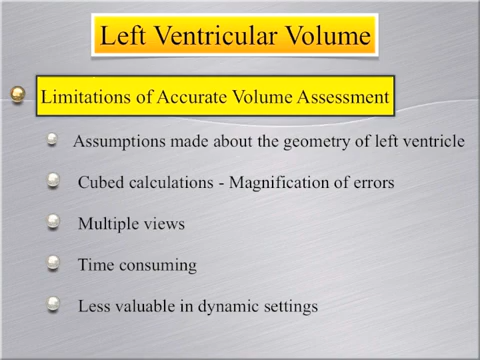 Left Ventricular Volume
Limitations of Accurate Volume Assessment
Assumptions made about the geometry of left ventricle
Cubed calculations - Magnification of errors
Multiple views
Time consuming
Less valuable in dynamic settings